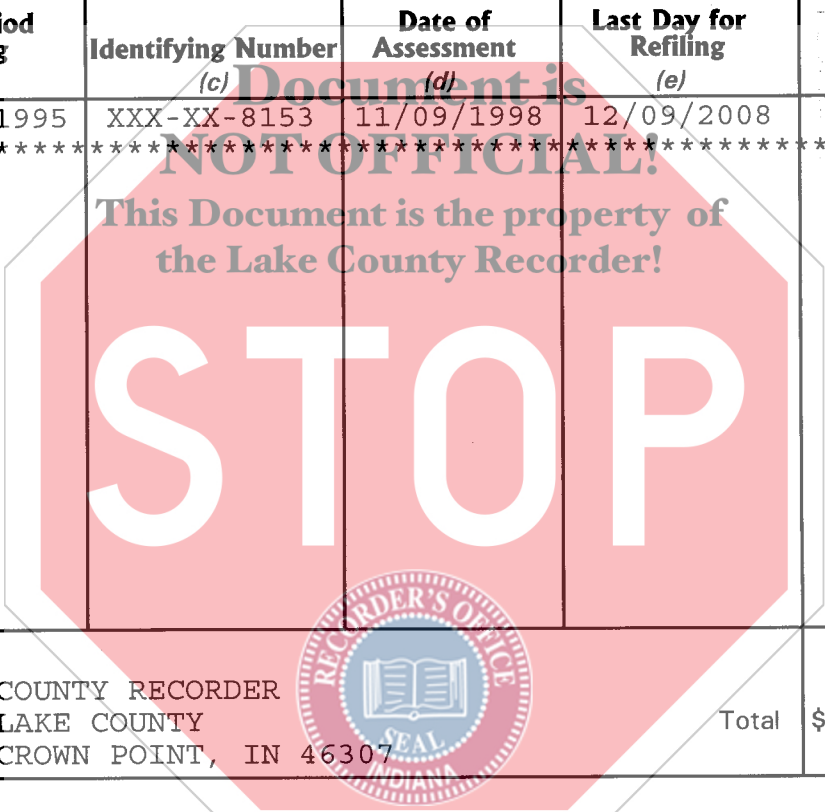 iod Date of Last Day for
g Identifying Number Assessment Refiling
(c) (d) (e)
Document is
1995 XXX-XX-8153 11/09/1998 12/09/2008
***********************************************
NOT OFFICIAL!
This Document is the property of
the Lake County Recorder!
STOP
RECORDER'S OFFICE
SEAL
INDIANA
COUNTY RECORDER
LAKE COUNTY Total $
CROWN POINT, IN 46307